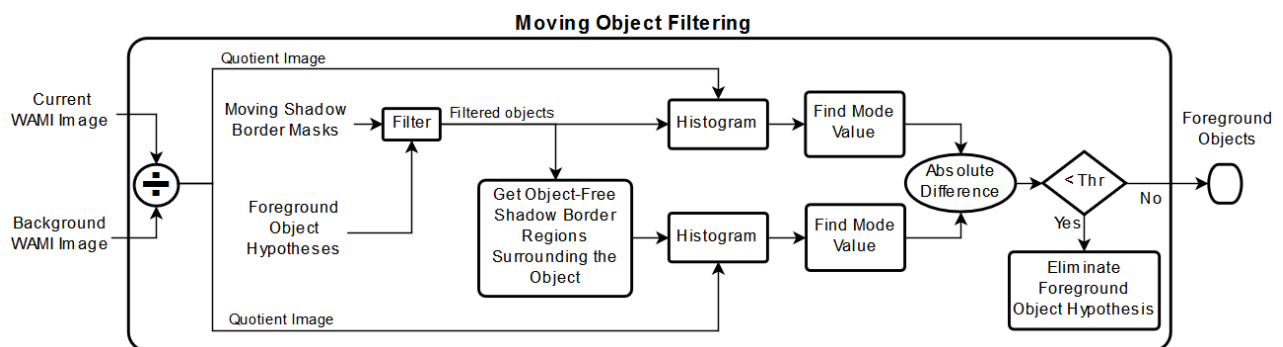 Moving Object Filtering
Quotient Image
Current
WAMI Image
Moving Shadow
Border Masks
Filter
Filtered objects
Histogram
Find Mode
Value
Foreground
Objects
÷
Absolute
Difference
<Thr
No
Yes
Background
WAMI Image
Foreground
Object
Hypotheses
Get Object-Free
Shadow Border
Regions
Surrounding the
Object
Histogram
Find Mode
Value
Eliminate
Foreground
Object Hypothesis
Quotient Image